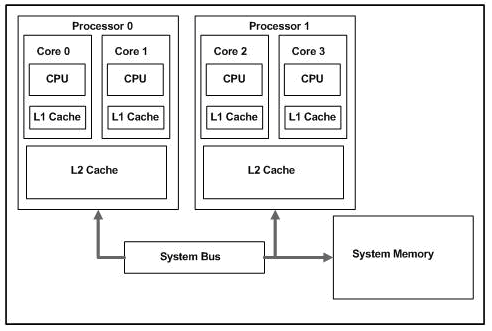 Processor 0
Processor 1
Core 0
Core 1
Core 2
Core 3
CPU
CPU
CPU
CPU
L1 Cache
L1 Cache
L1 Cache
L1 Cache
L2 Cache
L2 Cache
System Bus
System Memory